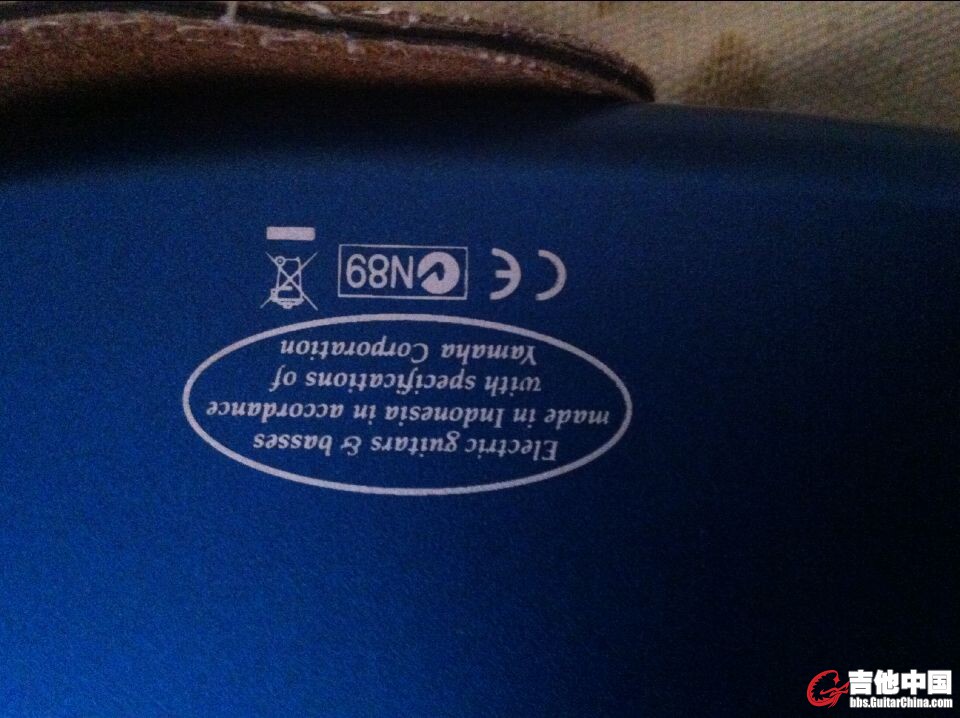 Electric guitars & basses
made in Indonesia in accordance
with specifications of
Yamaha Corporation
CE
N89
吉他中国
bbs.GuitarChina.com